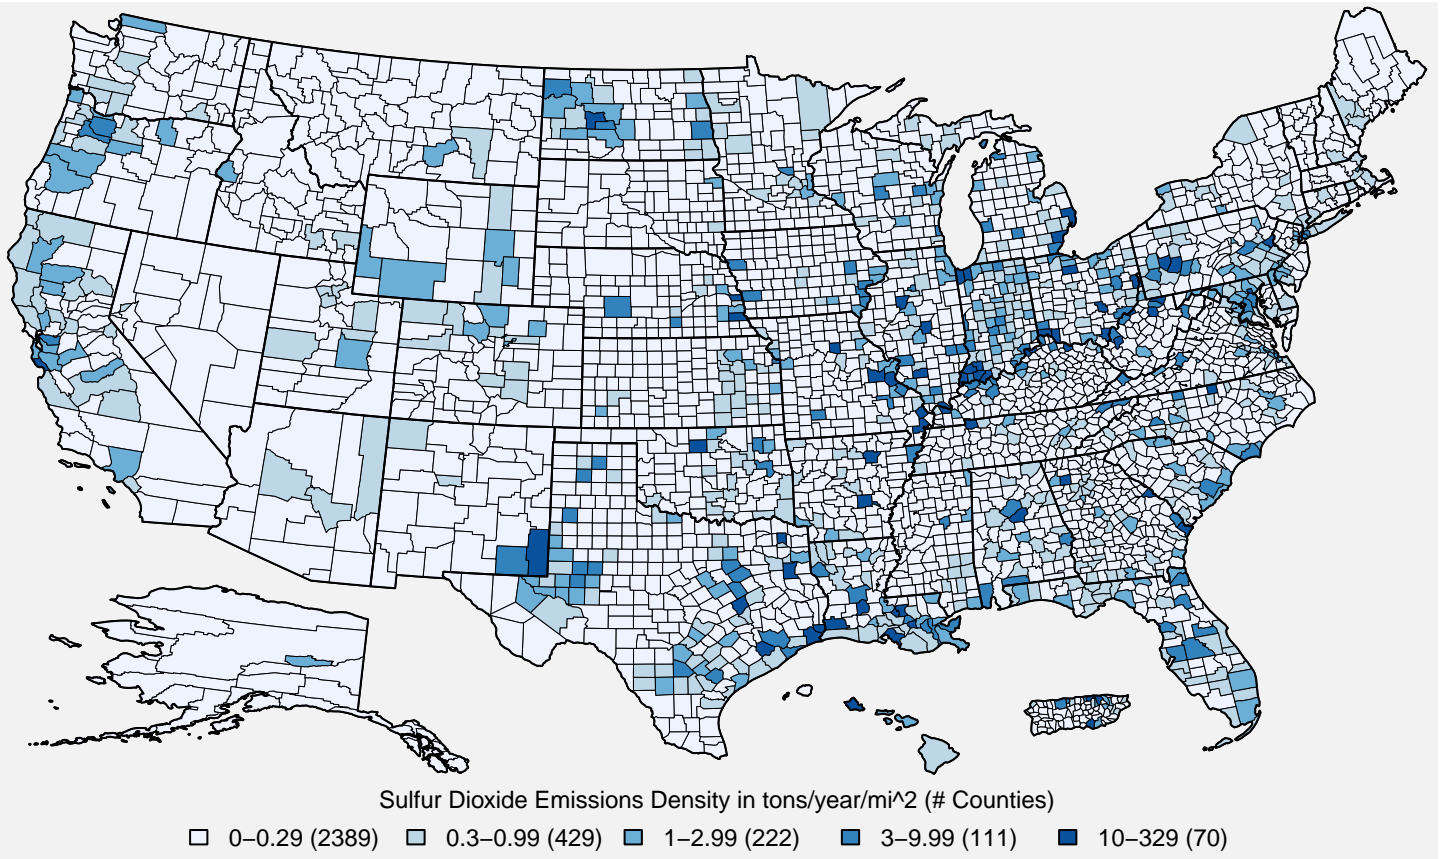 Sulfur Dioxide Emissions Density in tons/year/mi^2 (# Counties)
0−0.29 (2389) 0.3−0.99 (429) 1−2.99 (222) 3−9.99 (111) 10−329 (70)